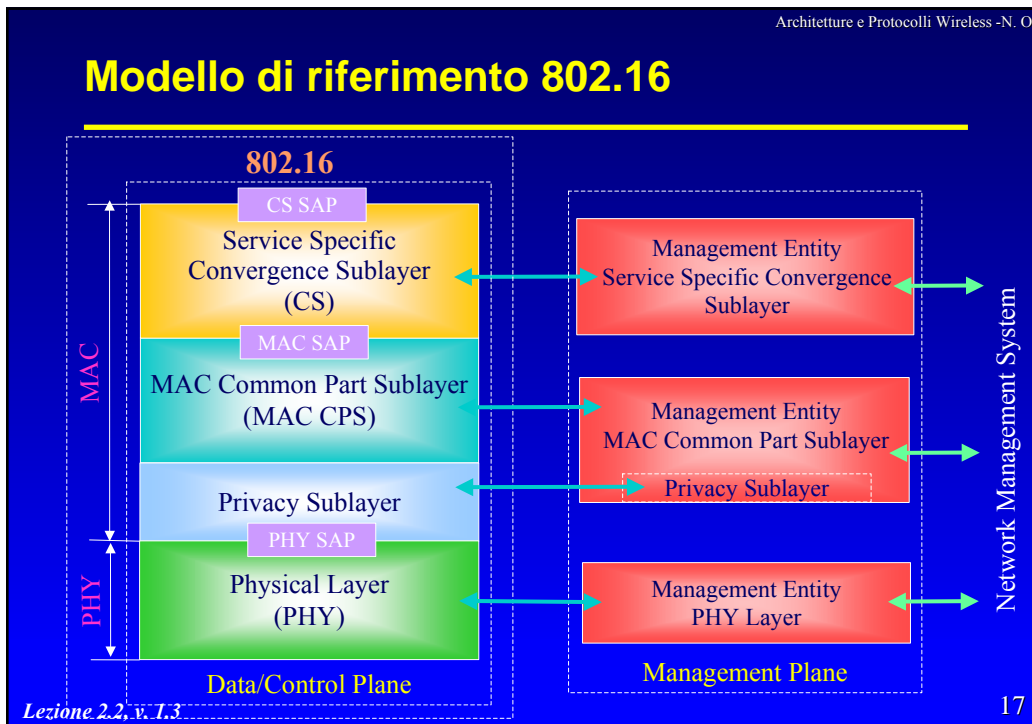 Architetture e Protocolli Wireless -N. O
Modello di riferimento 802.16
802.16
CS SAP
Service Specific
Convergence Sublayer
(CS)
MAC SAP
MAC Common Part Sublayer
(MAC CPS)
Privacy Sublayer
PHY SAP
Physical Layer
(PHY)
MAC
PHY
Data/Control Plane
Management Entity
Service Specific Convergence
Sublayer
Management Entity
MAC Common Part Sublayer
Privacy Sublayer
Management Entity
PHY Layer
Management Plane
Network Management System
Lezione 2.2, v. 1.3
17